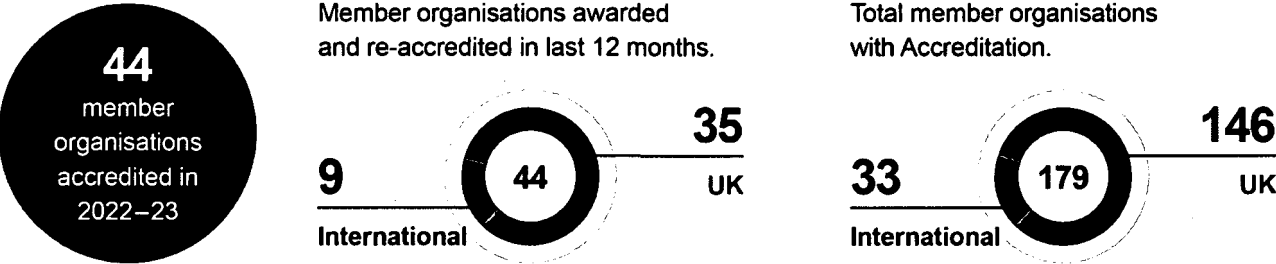 44
member
organisations
accredited in
2022–23
Member organisations awarded
and re-accredited in last 12 months.
9
International
44
35
UK
Total member organisations
with Accreditation.
33
International
179
146
UK